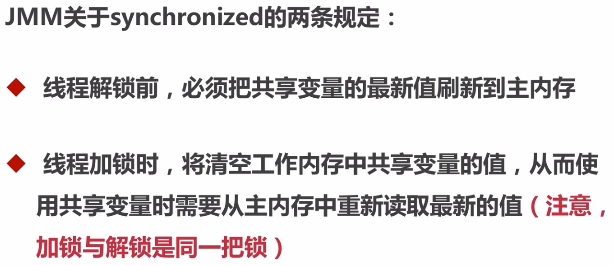 JMM关于synchronized的两条规定：
线程解锁前，必须把共享变量的最新值刷新到主内存
线程加锁时，将清空工作内存中共享变量的值，从而使
用共享变量时需要从主内存中重新读取最新的值（注意，
加锁与解锁是同一把锁）